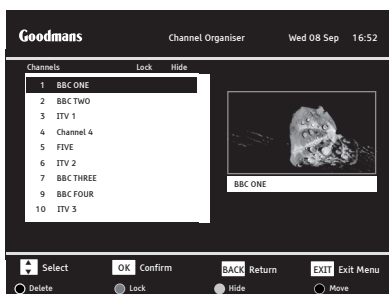 Goodmans Channel Organiser Wed 08 Sep 16:52
Channels Lock Hide
1 BBC ONE
2 BBC TWO
3 ITV 1
4 Channel 4
5 FIVE
6 ITV 2
7 BBC THREE
9 BBC FOUR
10 ITV 3
BBC ONE
Select OK Confirm BACK Return EXIT Exit Menu
Delete Lock Hide Move